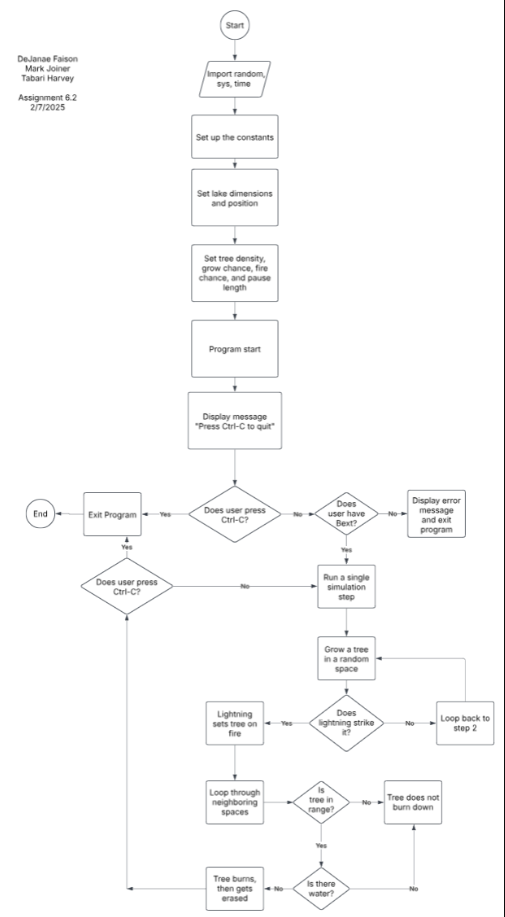 Start
DeJanae Faison
Mark Joiner
Tabari Harvey
Assignment 6.2
2/7/2025
Import random,
sys, time
Set up the constants
Set lake dimensions
and position
Set tree density,
grow chance, fire
chance, and pause
length
Program start
Display message
"Press Ctrl-C to quit"
End
Exit Program
Yes
Does user press
Ctrl-C?
No
Does
user have
Bext?
No
Display error
message
and exit
program
Yes
Yes
Does user press
Ctrl-C?
No
Run a single
simulation
step
Grow a tree
in a random
space
Lightning
sets tree on
fire
Yes
Does
lightning strike
it?
No
Loop back to
step 2
Loop through
neighboring
spaces
Is
tree in
range?
No
Tree does not
burn down
Yes
Tree burns,
then gets
erased
No
Is there
water?
No